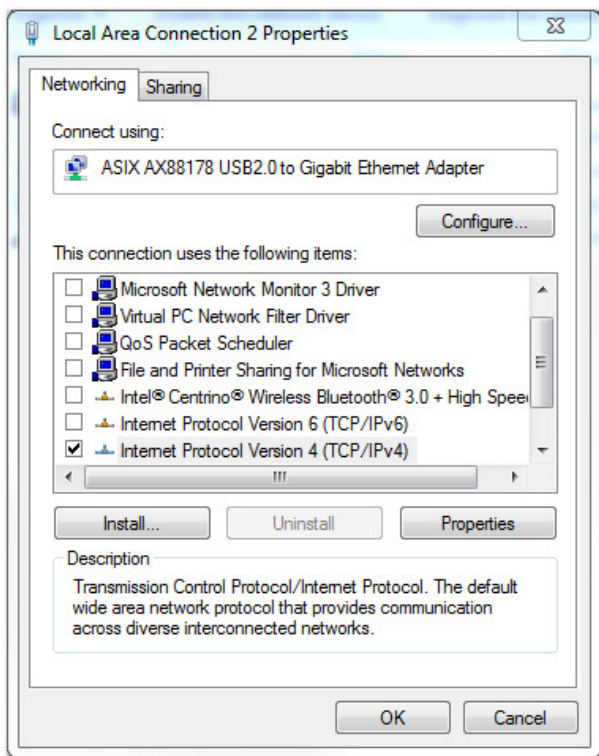 Local Area Connection 2 Properties
Networking
Sharing
Connect using:
ASIX AX88178 USB2.0 to Gigabit Ethernet Adapter
Configure...
This connection uses the following items:
Microsoft Network Monitor 3 Driver
Virtual PC Network Filter Driver
QoS Packet Scheduler
File and Printer Sharing for Microsoft Networks
Intel® Centrino® Wireless Bluetooth® 3.0 + High Speed
Internet Protocol Version 6 (TCP/IPv6)
Internet Protocol Version 4 (TCP/IPv4)
Install...
Uninstall
Properties
Description
Transmission Control Protocol/Internet Protocol. The default
wide area network protocol that provides communication
across diverse interconnected networks.
OK
Cancel